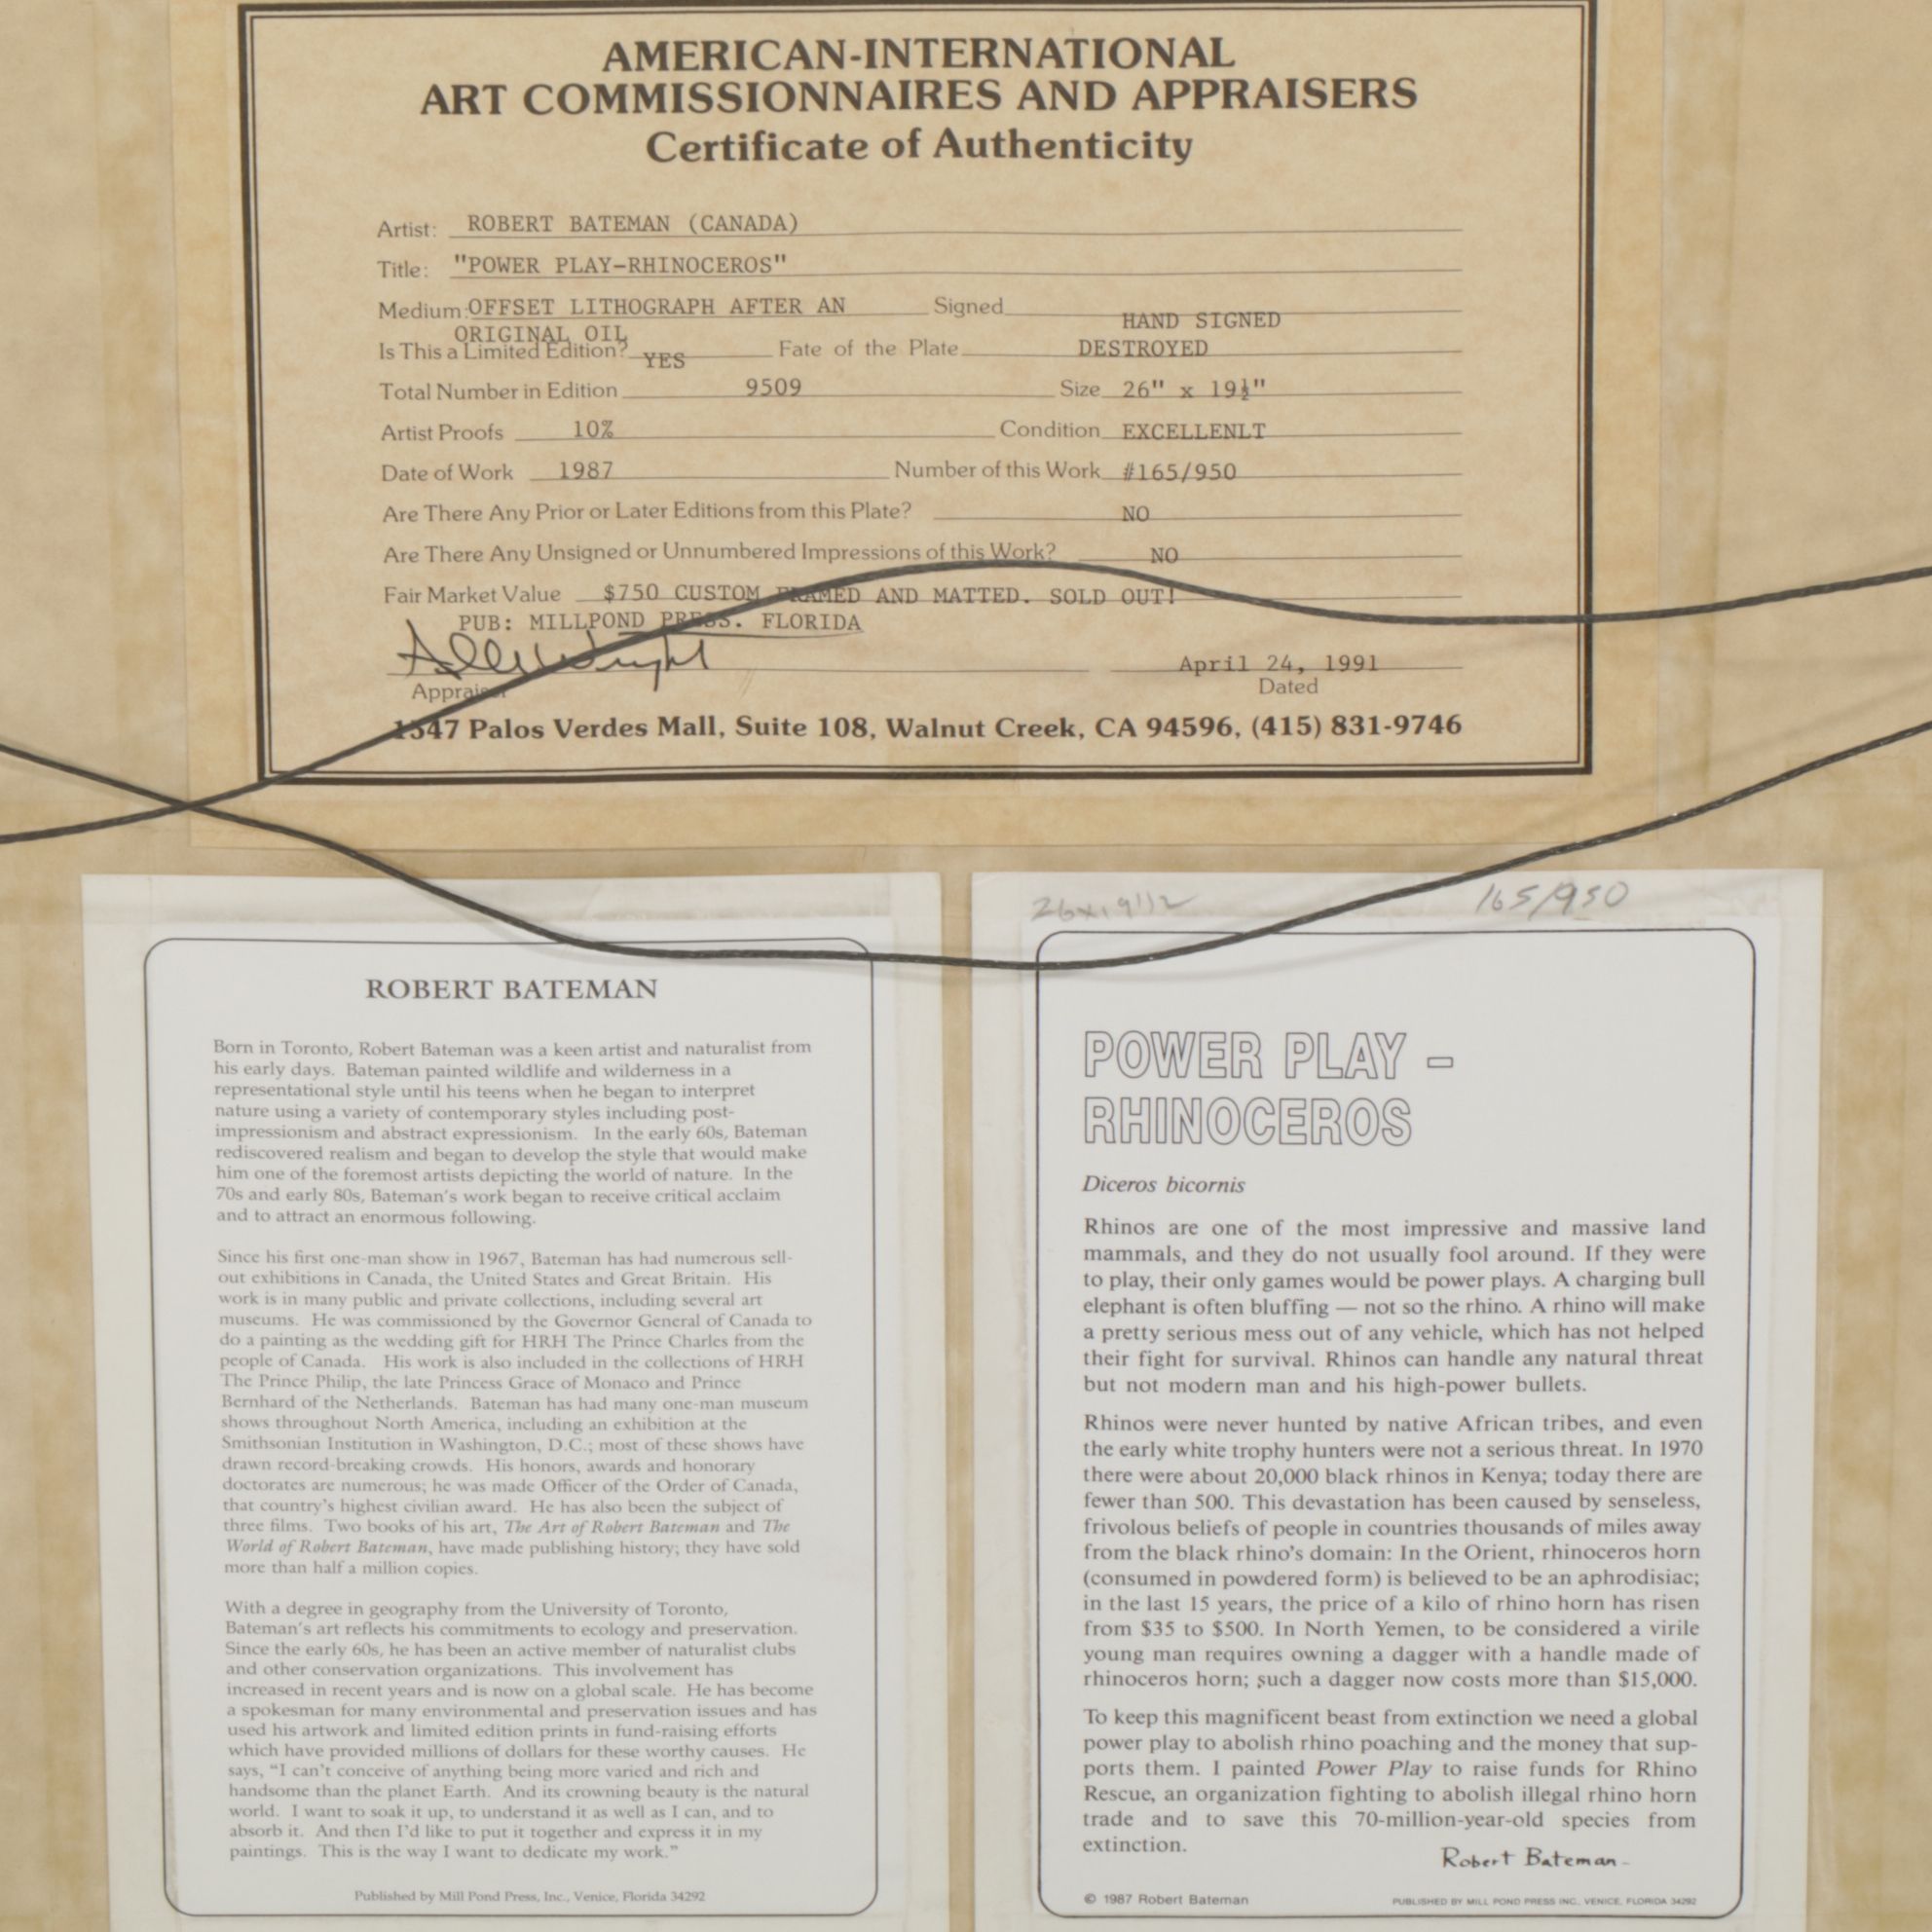 AMERICAN-INTERNATIONAL
ART COMMISSIONNAIRES AND APPRAISERS
Certificate of Authenticity
Artist: ROBERT BATEMAN (CANADA)
Title: "POWER PLAY-RHINOCEROS"
Medium: OFFSET LITHOGRAPH AFTER AN Signed HAND SIGNED
ORIGINAL OIL
Is This a Limited Edition? YES Fate of the Plate DESTROYED
Total Number in Edition 9509 Size 26" x 19½"
Artist Proofs 10% Condition EXCELLENLT
Date of Work 1987 Number of this Work #165/950
Are There Any Prior or Later Editions from this Plate? NO
Are There Any Unsigned or Unnumbered Impressions of this Work? NO
Fair Market Value $750 CUSTOM FRAMED AND MATTED. SOLD OUT!
PUB: MILLPOND PRESS. FLORIDA
April 24, 1991
Appraiser Dated
1547 Palos Verdes Mall, Suite 108, Walnut Creek, CA 94596, (415) 831-9746
ROBERT BATEMAN
Born in Toronto, Robert Bateman was a keen artist and naturalist from
his early days. Bateman painted wildlife and wilderness in a
representational style until his teens when he began to interpret
nature using a variety of contemporary styles including post-
impressionism and abstract expressionism. In the early 60s, Bateman
rediscovered realism and began to develop the style that would make
him one of the foremost artists depicting the world of nature. In the
70s and early 80s, Bateman's work began to receive critical acclaim
and to attract an enormous following.
Since his first one-man show in 1967, Bateman has had numerous sell-
out exhibitions in Canada, the United States and Great Britain. His
work is in many public and private collections, including several art
museums. He was commissioned by the Governor General of Canada to
do a painting as the wedding gift for HRH The Prince Charles from the
people of Canada. His work is also included in the collections of HRH
The Prince Philip, the late Princess Grace of Monaco and Prince
Bernhard of the Netherlands. Bateman has had many one-man museum
shows throughout North America, including an exhibition at the
Smithsonian Institution in Washington, D.C.; most of these shows have
drawn record-breaking crowds. His honors, awards and honorary
doctorates are numerous; he was made Officer of the Order of Canada,
that country's highest civilian award. He has also been the subject of
three films. Two books of his art, The Art of Robert Bateman and The
World of Robert Bateman, have made publishing history; they have sold
more than half a million copies.
With a degree in geography from the University of Toronto,
Bateman's art reflects his commitments to ecology and preservation.
Since the early 60s, he has been an active member of naturalist clubs
and other conservation organizations. This involvement has
increased in recent years and is now on a global scale. He has become
a spokesman for many environmental and preservation issues and has
used his artwork and limited edition prints in fund-raising efforts
which have provided millions of dollars for these worthy causes. He
says, "I can't conceive of anything being more varied and rich and
handsome than the planet Earth. And its crowning beauty is the natural
world. I want to soak it up, to understand it as well as I can, and to
absorb it. And then I'd like to put it together and express it in my
paintings. This is the way I want to dedicate my work."
Published by Mill Pond Press, Inc., Venice, Florida 34292
26x19 1/2 165/950
POWER PLAY -
RHINOCEROS
Diceros bicornis
Rhinos are one of the most impressive and massive land
mammals, and they do not usually fool around. If they were
to play, their only games would be power plays. A charging bull
elephant is often bluffing — not so the rhino. A rhino will make
a pretty serious mess out of any vehicle, which has not helped
their fight for survival. Rhinos can handle any natural threat
but not modern man and his high-power bullets.
Rhinos were never hunted by native African tribes, and even
the early white trophy hunters were not a serious threat. In 1970
there were about 20,000 black rhinos in Kenya; today there are
fewer than 500. This devastation has been caused by senseless,
frivolous beliefs of people in countries thousands of miles away
from the black rhino's domain: In the Orient, rhinoceros horn
(consumed in powdered form) is believed to be an aphrodisiac;
in the last 15 years, the price of a kilo of rhino horn has risen
from $35 to $500. In North Yemen, to be considered a virile
young man requires owning a dagger with a handle made of
rhinoceros horn; such a dagger now costs more than $15,000.
To keep this magnificent beast from extinction we need a global
power play to abolish rhino poaching and the money that sup-
ports them. I painted Power Play to raise funds for Rhino
Rescue, an organization fighting to abolish illegal rhino horn
trade and to save this 70-million-year-old species from
extinction.
Robert Bateman
© 1987 Robert Bateman PUBLISHED BY MILL POND PRESS INC., VENICE, FLORIDA 34292